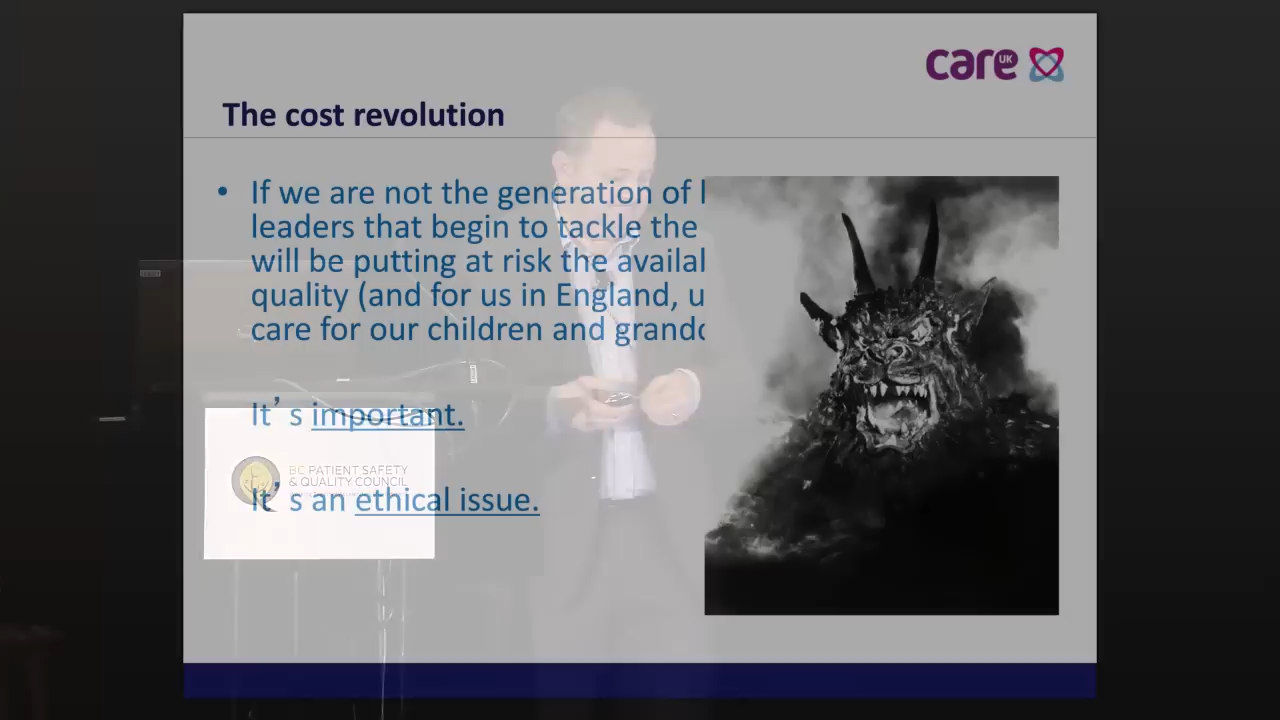 care UK
The cost revolution
• If we are not the generation of
leaders that begin to tackle the
will be putting at risk the availa
quality (and for us in England, u
care for our children and grand
It's important.
BC PATIENT SAFETY
& QUALITY COUNCIL
It's an ethical issue.